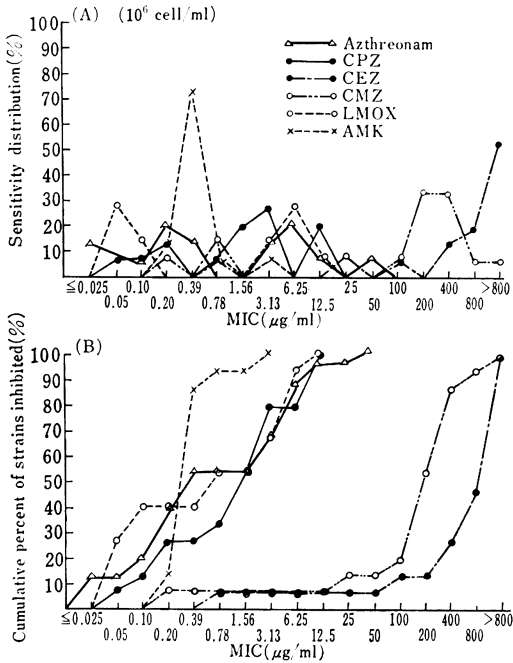 (A) (10⁶ cell/ml)
Sensitivity distribution(%)
100
90
80
70
60
50
40
30
20
10
Azthreonam
CPZ
CEZ
CMZ
LMOX
AMK
≦0.025 0.10 0.39 1.56 6.25 25 100 400 >800
0.05 0.20 0.78 3.13 12.5 50 200 800
MIC(μg/ml)
(B)
Cumulative percent of strains inhibited(%)
100
90
80
70
60
50
40
30
20
10
≦0.025 0.10 0.39 1.56 6.25 25 100 400 >800
0.05 0.20 0.78 3.13 12.5 50 200 800
MIC(μg/ml)